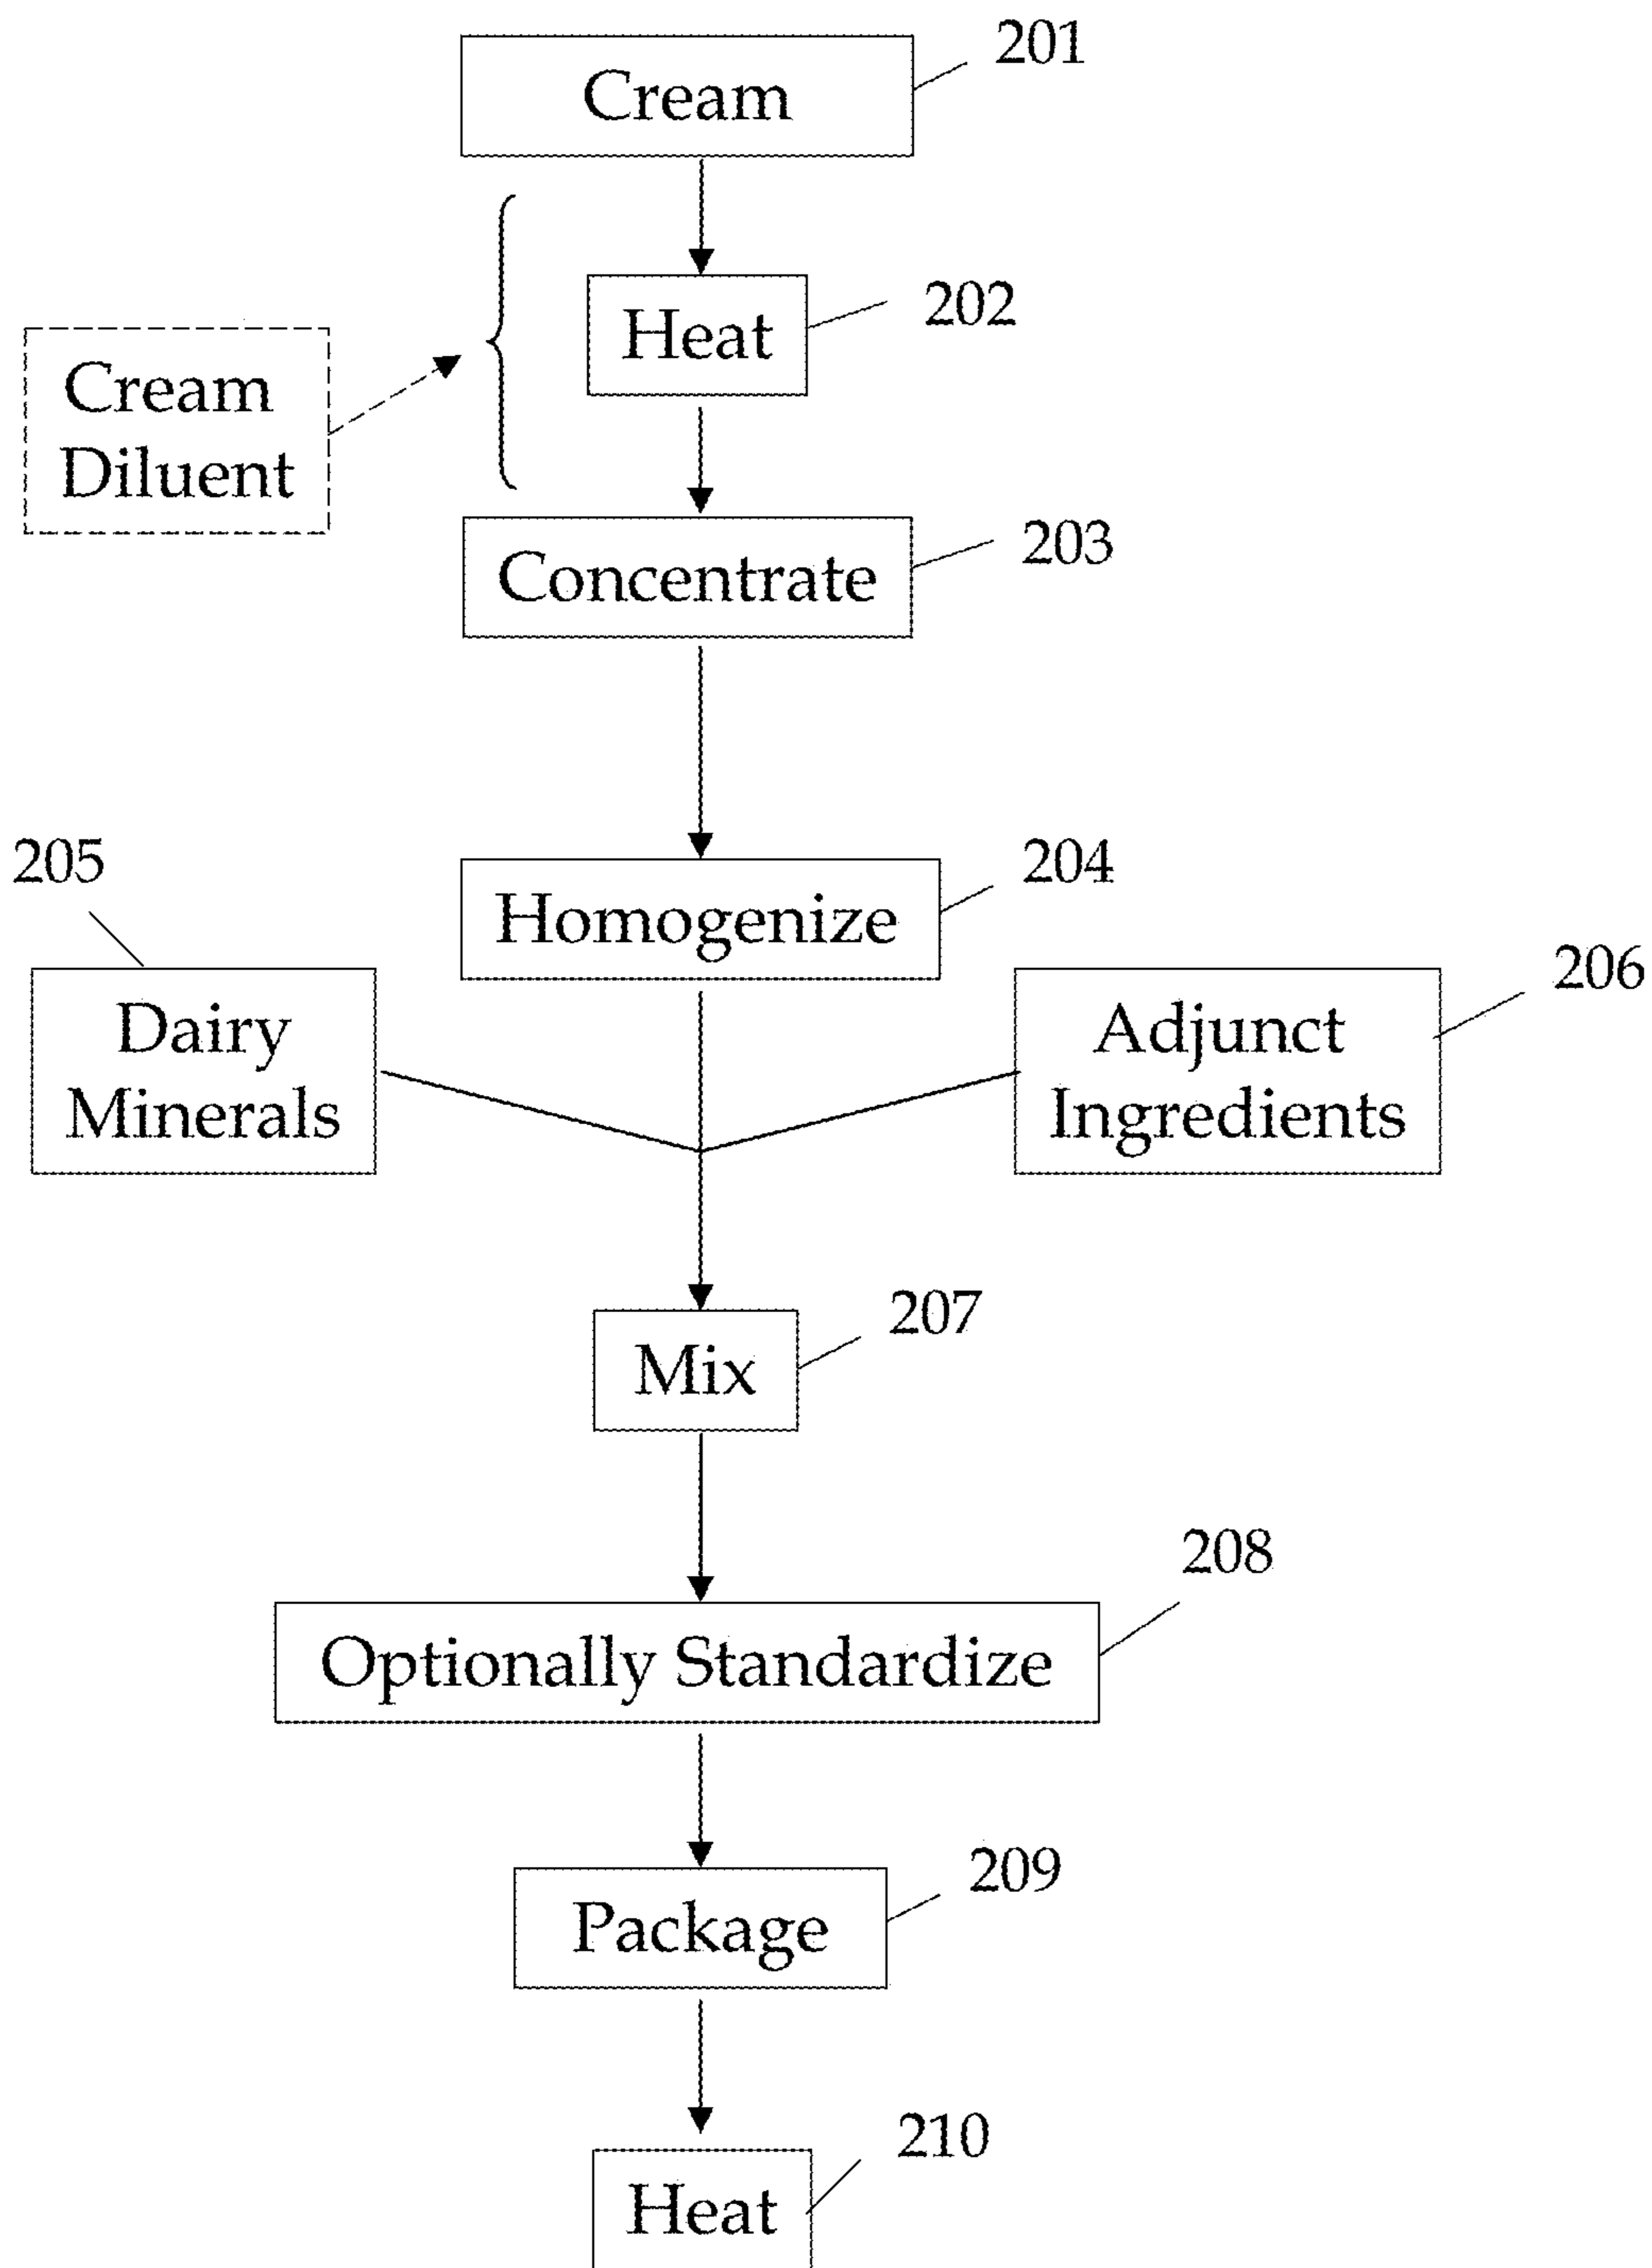 201
Cream
202
Heat
Cream
Diluent
203
Concentrate
204
Homogenize
205
Dairy
Minerals
206
Adjunct
Ingredients
207
Mix
208
Optionally Standardize
209
Package
210
Heat